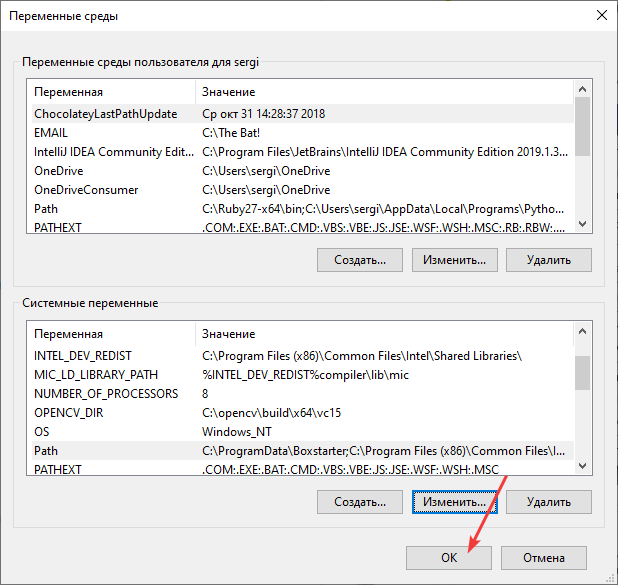 Переменные среды
Переменные среды пользователя для sergi
Переменная Значение
ChocolateyLastPathUpdate Ср окт 31 14:28:37 2018
EMAIL C:\The Bat!
IntelliJ IDEA Community Edit... C:\Program Files\JetBrains\IntelliJ IDEA Community Edition 2019.1.3...
OneDrive C:\Users\sergi\OneDrive
OneDriveConsumer C:\Users\sergi\OneDrive
Path C:\Ruby27-x64\bin;C:\Users\sergi\AppData\Local\Programs\Pytho...
PATHEXT .COM;.EXE;.BAT;.CMD;.VBS;.VBE;.JS;.JSE;.WSF;.WSH;.MSC;.RB;.RBW;....
Создать... Изменить... Удалить
Системные переменные
Переменная Значение
INTEL_DEV_REDIST C:\Program Files (x86)\Common Files\Intel\Shared Libraries\
MIC_LD_LIBRARY_PATH %INTEL_DEV_REDIST%compiler\lib\mic
NUMBER_OF_PROCESSORS 8
OPENCV_DIR C:\opencv\build\x64\vc15
OS Windows_NT
Path C:\ProgramData\Boxstarter;C:\Program Files (x86)\Common Files\I...
PATHEXT .COM;.EXE;.BAT;.CMD;.VBS;.VBE;.JS;.JSE;.WSF;.WSH;.MSC
Создать... Изменить... Удалить
ОК Отмена